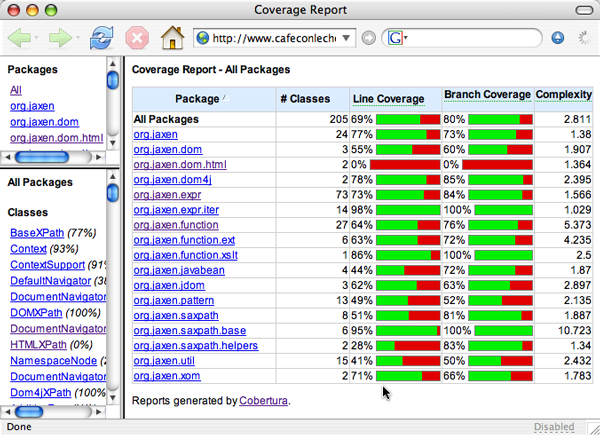 Coverage Report
http://www.cafeconleche
G
Packages
All
org.jaxen
org.jaxen.dom
org.jaxen.dom.html
All Packages
Classes
BaseXPath (77%)
Context (93%)
ContextSupport (91%
DefaultNavigator (38
DocumentNavigator
DOMXPath (100%)
DocumentNavigator
HTMLXPath (0%)
NamespaceNode (2
DocumentNavigator
Dom4jXPath (100%
Coverage Report - All Packages
Package # Classes Line Coverage Branch Coverage Complexity
All Packages 205 69% 80% 2.811
org.jaxen 24 77% 73% 1.38
org.jaxen.dom 3 55% 60% 1.907
org.jaxen.dom.html 2 0% 0% 1.364
org.jaxen.dom4j 2 78% 85% 2.395
org.jaxen.expr 73 73% 84% 1.566
org.jaxen.expr.iter 14 98% 100% 1.029
org.jaxen.function 27 64% 76% 5.373
org.jaxen.function.ext 6 63% 72% 4.235
org.jaxen.function.xslt 1 86% 100% 2.5
org.jaxen.javabean 4 44% 72% 1.87
org.jaxen.jdom 3 62% 63% 2.897
org.jaxen.pattern 13 49% 52% 2.135
org.jaxen.saxpath 8 51% 81% 1.887
org.jaxen.saxpath.base 6 95% 100% 10.723
org.jaxen.saxpath.helpers 2 28% 83% 1.34
org.jaxen.util 15 41% 50% 2.432
org.jaxen.xom 2 71% 66% 1.783
Reports generated by Cobertura.
Done
Disabled